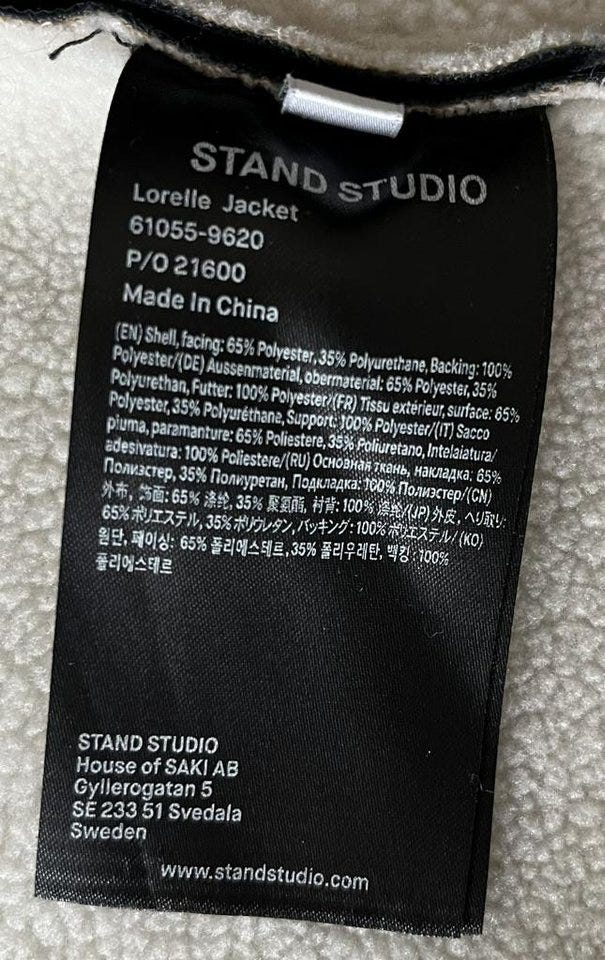 STAND STUDIO
Lorelle Jacket
61055-9620
P/O 21600
Made In China
(EN) Shell, facing: 65% Polyester, 35% Polyurethane, Backing: 100%
Polyester/(DE) Aussenmaterial, obermaterial: 65% Polyester, 35%
Polyurethan, Futter: 100% Polyester/(FR) Tissu extérieur, surface: 65%
Polyester, 35% Polyuréthane, Support: 100% Polyester/(IT) Sacco
piuma, paramanture: 65% Poliestere, 35% Poliuretano, Intelaiatura/
adesivatura: 100% Poliestere/(RU) Основная ткань, накладка: 65%
Полиэстер, 35% Полиуретан, Подкладка: 100% Полиэстер/(CN)
外布, 饰面: 65% 涤纶, 35% 聚氨酯, 衬背: 100% 涤纶/(JP) 外皮, へり取り:
65% ポリエステル, 35% ポリウレタン, バッキング: 100% ポリエステル/ (KO)
원단, 페이싱: 65% 폴리에스테르, 35% 폴리우레탄, 백킹: 100%
폴리에스테르
STAND STUDIO
House of SAKI AB
Gyllerogatan 5
SE 233 51 Svedala
Sweden
www.standstudio.com